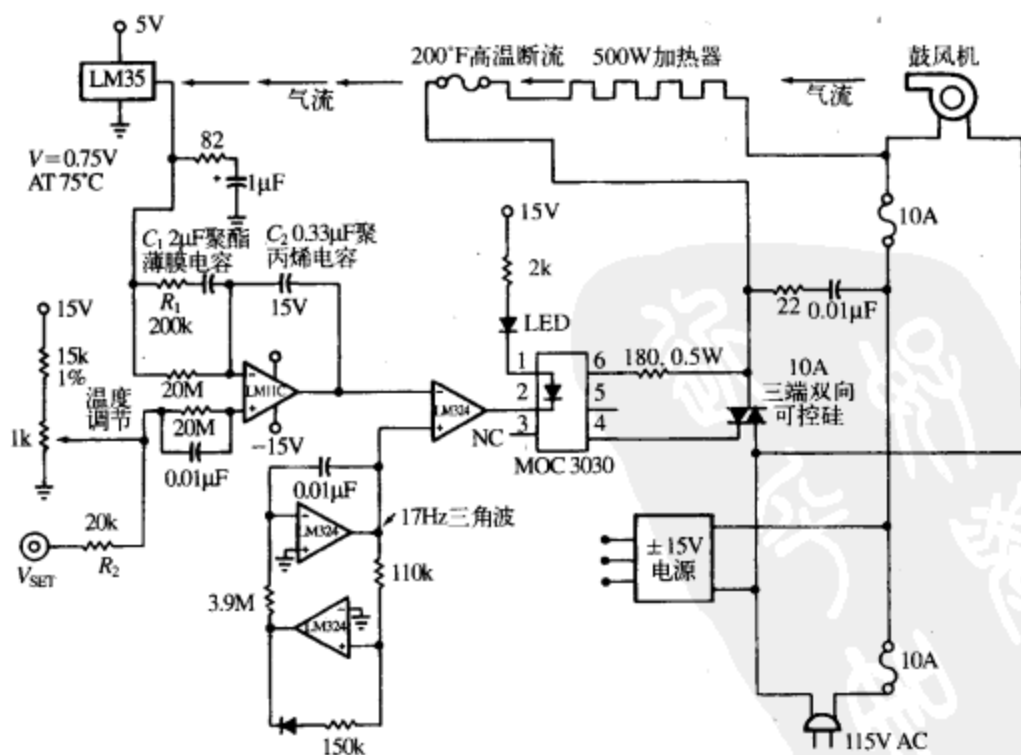 5V
LM35
V=0.75V
AT 75°C
气流
82
1μF
200°F高温断流
500W加热器
气流
鼓风机
10A
C₁ 2μF聚酯
薄膜电容
C₂ 0.33μF聚
丙烯电容
15V
R₁
200k
15V
15k
1%
1k
温度
调节
20M
20M
0.01μF
LM11C
−15V
15V
2k
LED
1
2
3
6
5
4
NC
MOC 3030
180, 0.5W
22
0.01μF
10A
三端双向
可控硅
LM324
0.01μF
LM324
17Hz三角波
110k
3.9M
LM324
150k
20k
R₂
VSET
±15V
电源
10A
115V AC